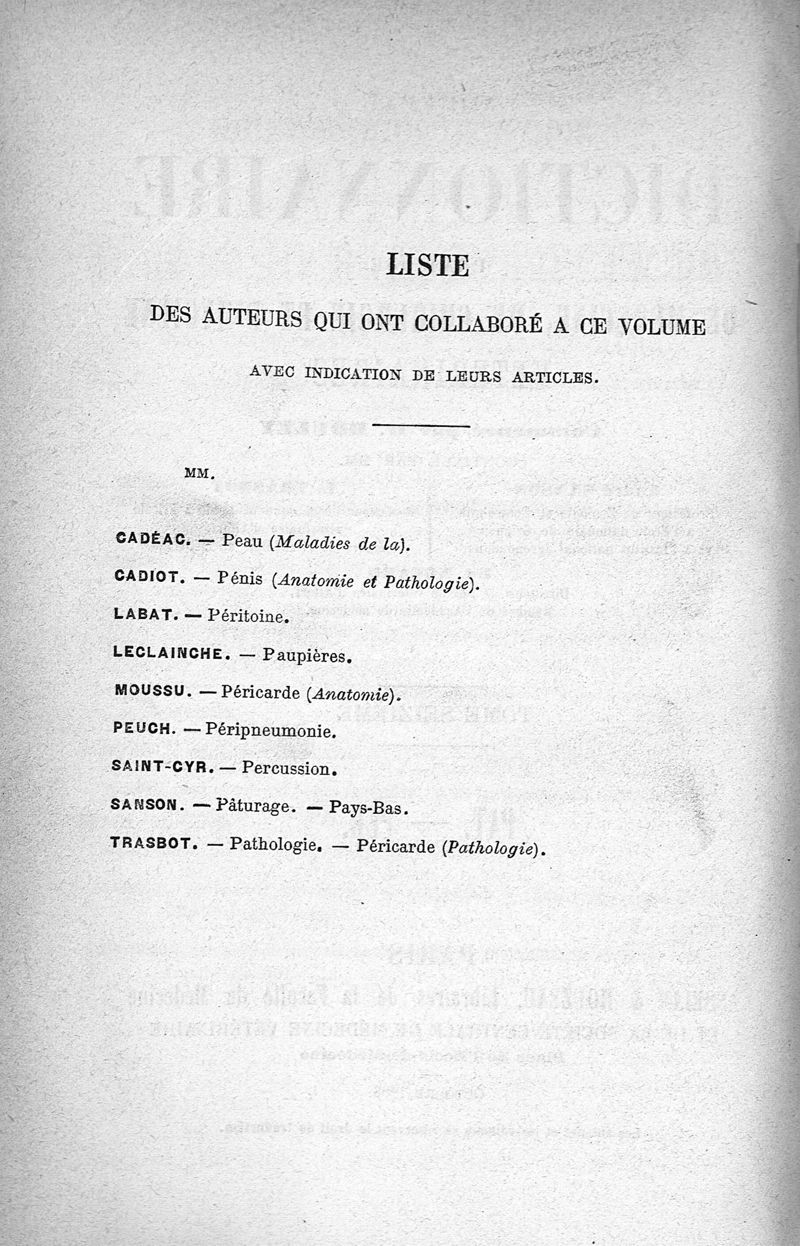 LISTE
DES AUTEURS QUI ONT COLLABORÉ A CE VOLUME
AVEC INDICATION DE LEURS ARTICLES.
MM.
CADÉAC. — Peau (Maladies de la).
CADIOT. — Pénis (Anatomie et Pathologie).
LABAT. — Péritoine.
LECLAINCHE. — Paupières.
MOUSSU. — Péricarde (Anatomie).
PEUCH. — Péripneumonie.
SAINT-CYR. — Percussion.
SANSON. — Pâturage. — Pays-Bas.
TRASBOT. — Pathologie. — Péricarde (Pathologie).